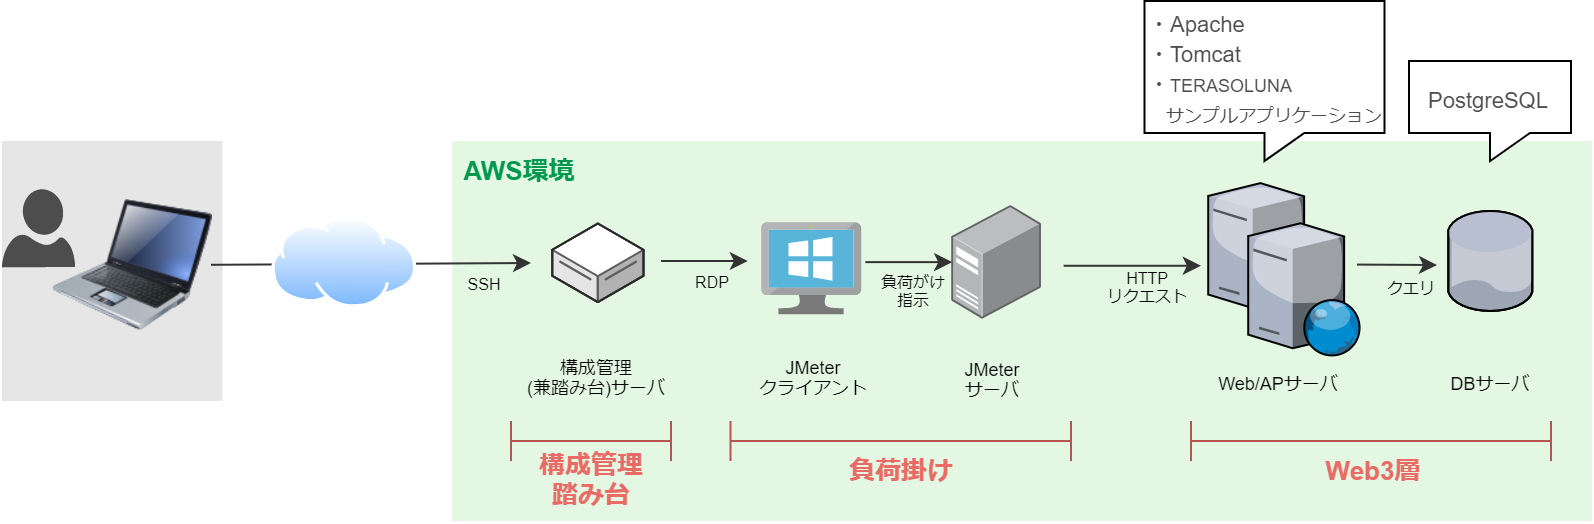 ・Apache
・Tomcat
・TERASOLUNA
サンプルアプリケーション
PostgreSQL
AWS環境
SSH
RDP
負荷がけ
指示
HTTP
リクエスト
クエリ
構成管理
(兼踏み台)サーバ
JMeter
クライアント
JMeter
サーバ
Web/APサーバ
DBサーバ
構成管理
踏み台
負荷掛け
Web3層